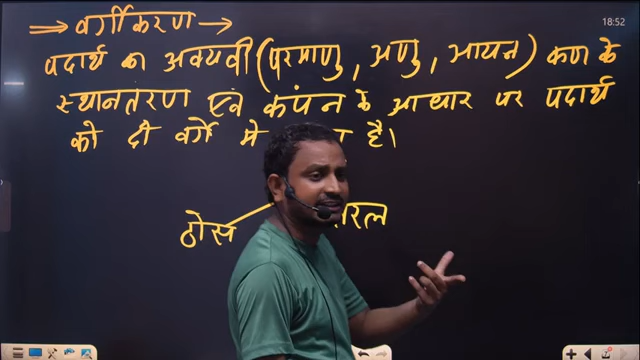 18:52
⇒ वर्गीकरण →
पदार्थ का अवयवी (परमाणु, अणु, आयन) कण के
स्थानतरण एवं कंपन के आधार पर पदार्थ
को दो वर्गो मे है।
ठोस